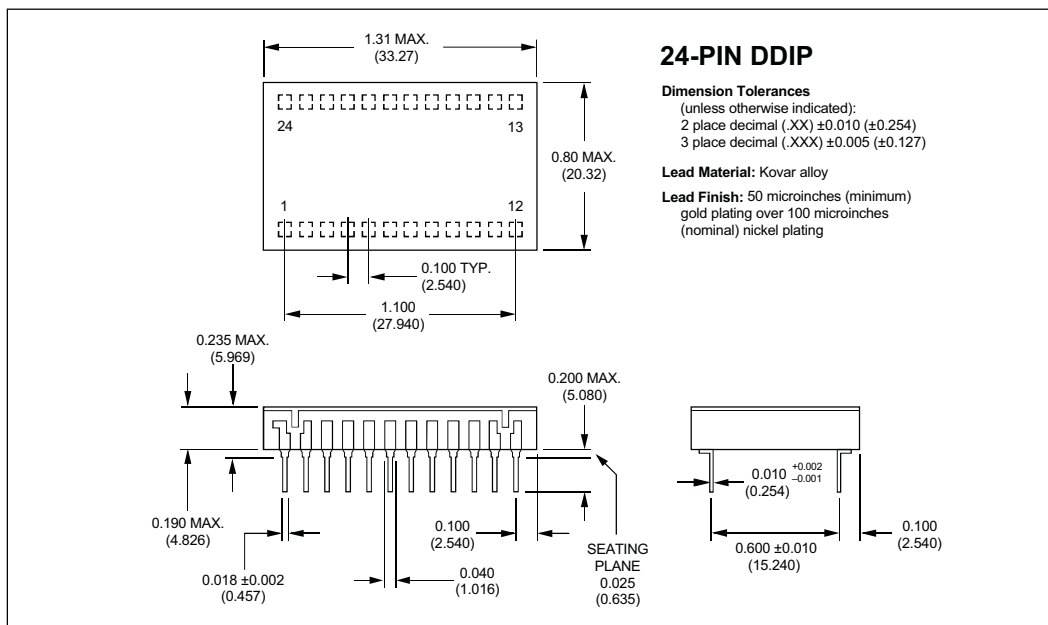 1.31 MAX.
(33.27)
24-PIN DDIP
Dimension Tolerances
(unless otherwise indicated):
2 place decimal (.XX) ±0.010 (±0.254)
3 place decimal (.XXX) ±0.005 (±0.127)
Lead Material: Kovar alloy
Lead Finish: 50 microinches (minimum)
gold plating over 100 microinches
(nominal) nickel plating
24
13
0.80 MAX.
(20.32)
1
12
0.100 TYP.
(2.540)
1.100
(27.940)
0.235 MAX.
(5.969)
0.200 MAX.
(5.080)
0.010 +0.002
–0.001
(0.254)
0.190 MAX.
(4.826)
0.100
(2.540)
SEATING
PLANE
0.025
(0.635)
0.600 ±0.010
(15.240)
0.100
(2.540)
0.018 ±0.002
(0.457)
0.040
(1.016)